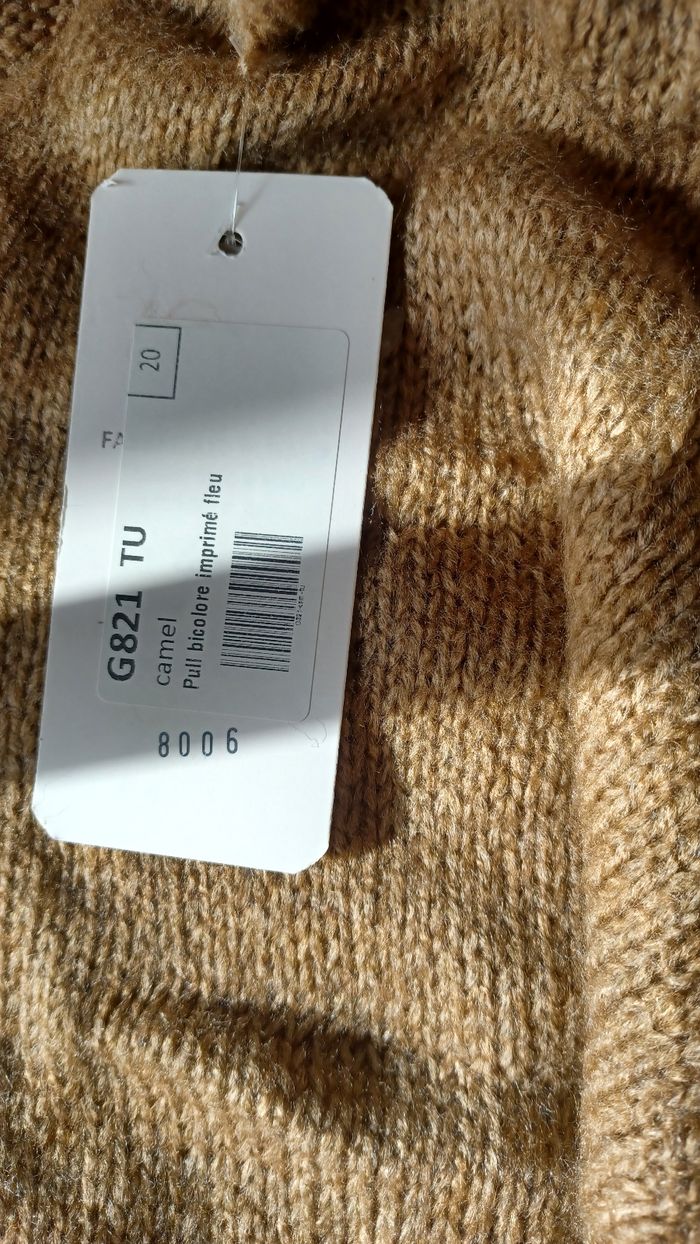 20
FA
G821 TU
camel
Pull bicolore imprimé fleu
8006